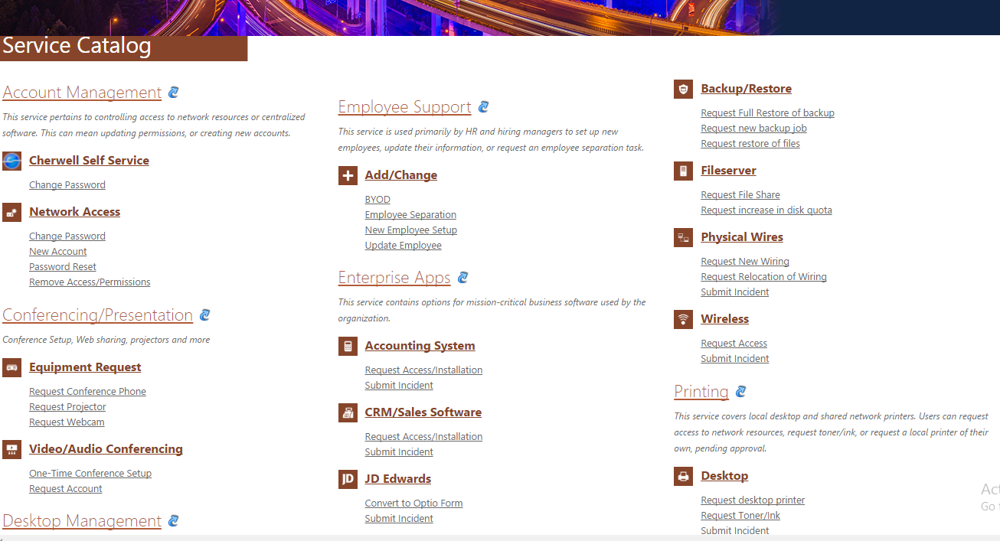 Service Catalog
Account Management
This service pertains to controlling access to network resources or centralized
software. This can mean updating permissions, or creating new accounts.
Cherwell Self Service
Change Password
Network Access
Change Password
New Account
Password Reset
Remove Access/Permissions
Conferencing/Presentation
Conference Setup, Web sharing, projectors and more
Equipment Request
Request Conference Phone
Request Projector
Request Webcam
Video/Audio Conferencing
One-Time Conference Setup
Request Account
Desktop Management
Employee Support
This service is used primarily by HR and hiring managers to set up new
employees, update their information, or request an employee separation task.
Add/Change
BYOD
Employee Separation
New Employee Setup
Update Employee
Enterprise Apps
This service contains options for mission-critical business software used by the
organization.
Accounting System
Request Access/Installation
Submit Incident
CRM/Sales Software
Request Access/Installation
Submit Incident
JD
JD Edwards
Convert to Optio Form
Submit Incident
Backup/Restore
Request Full Restore of backup
Request new backup job
Request restore of files
Fileserver
Request File Share
Request increase in disk quota
Physical Wires
Request New Wiring
Request Relocation of Wiring
Submit Incident
Wireless
Request Access
Submit Incident
Printing
This service covers local desktop and shared network printers. Users can request
access to network resources, request toner/ink, or request a local printer of their
own, pending approval.
Desktop
Request desktop printer
Request Toner/Ink
Submit Incident
Act
Go t